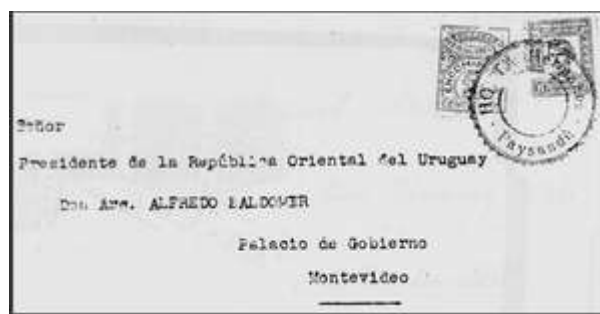 Señor
Presidente de la República Oriental del Uruguay
Don Arq. ALFREDO BALDOMIR
Palacio de Gobierno
Montevideo
Paysandú